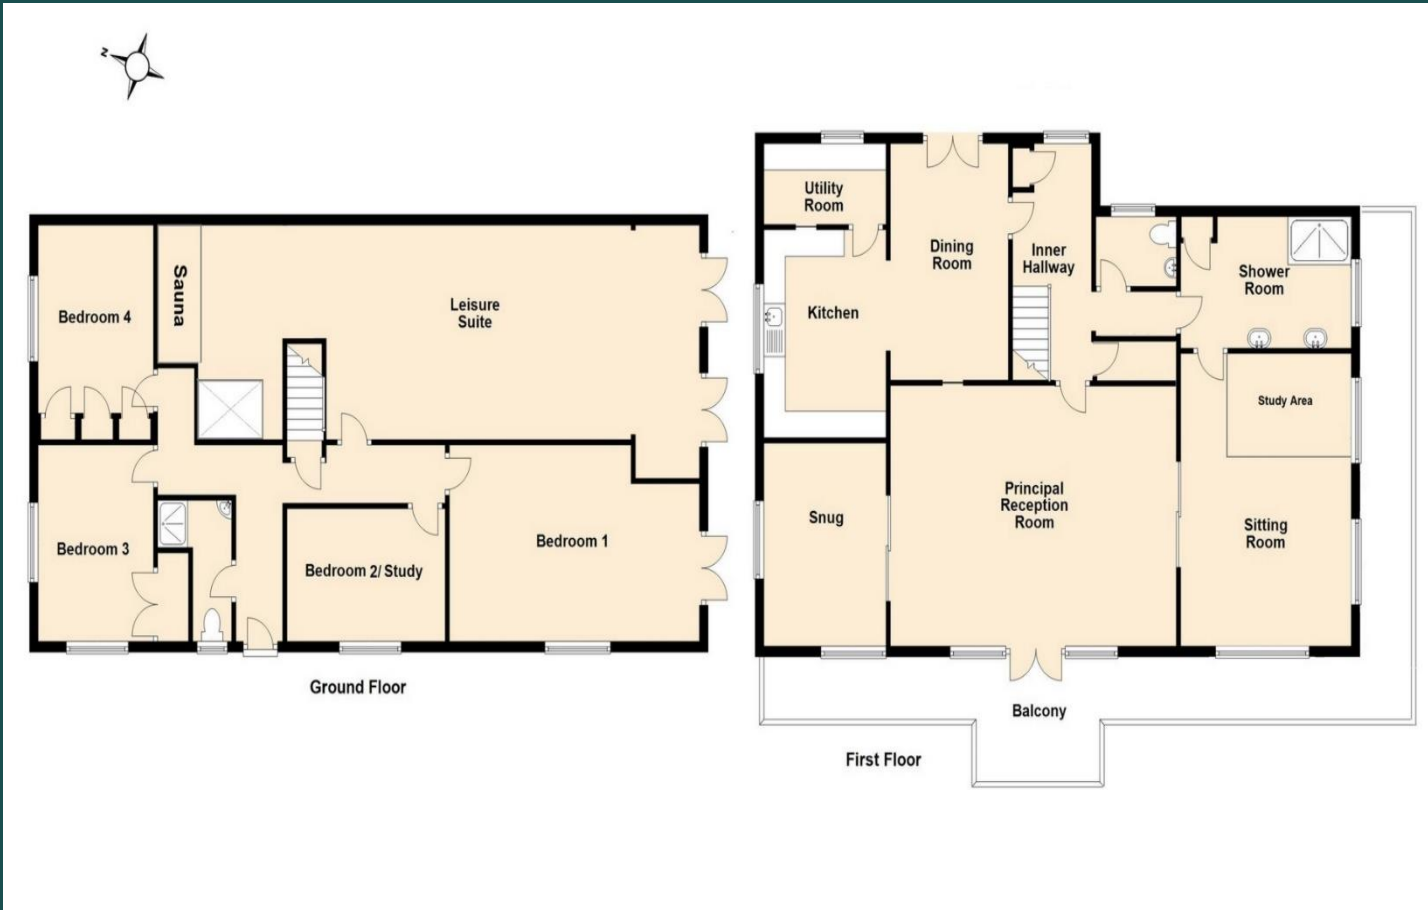 N
Bedroom 4
Sauna
Leisure
Suite
Bedroom 3
Bedroom 2/ Study
Bedroom 1
Ground Floor
Utility
Room
Dining
Room
Inner
Hallway
Shower
Room
Kitchen
Study Area
Snug
Principal
Reception
Room
Sitting
Room
Balcony
First Floor